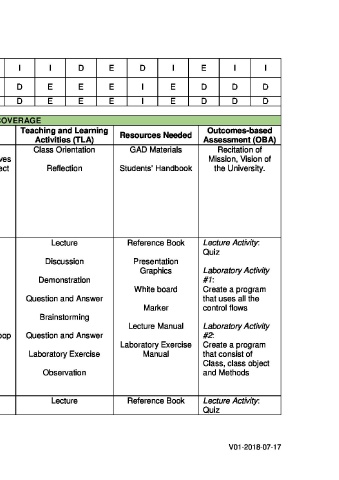 I I D E D I E I I
D E E E I E D D D
D E E E I E D D D
OVERAGE
Teaching and Learning Activities (TLA)
Resources Needed
Outcomes-based Assessment (OBA)
ves
ect
Class Orientation
Reflection
GAD Materials
Students' Handbook
Recitation of
Mission, Vision of
the University.
oop
Lecture
Discussion
Demonstration
Question and Answer
Brainstorming
Question and Answer
Laboratory Exercise
Observation
Reference Book
Presentation
Graphics
White board
Marker
Lecture Manual
Laboratory Exercise
Manual
Lecture Activity:
Quiz
Laboratory Activity
#1:
Create a program
that uses all the
control flows
Laboratory Activity
#2:
Create a program
that consist of
Class, class object
and Methods
Lecture
Reference Book
Lecture Activity:
Quiz
V01-2018-07-17